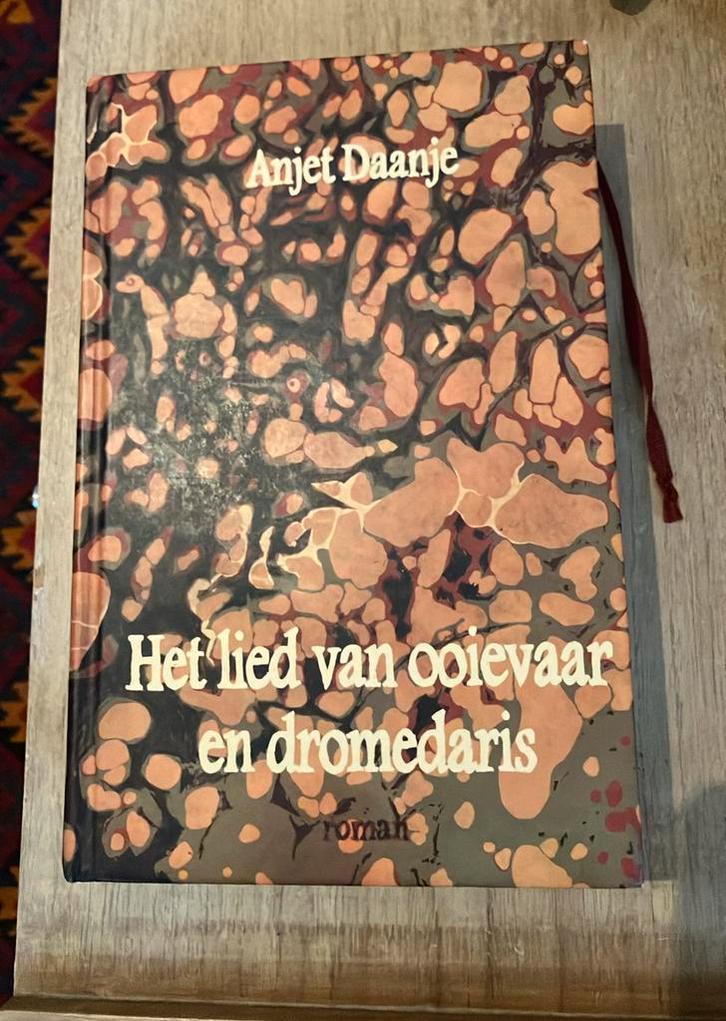 Anjet Daanje
Het lied van ooievaar
en dromedaris
roman